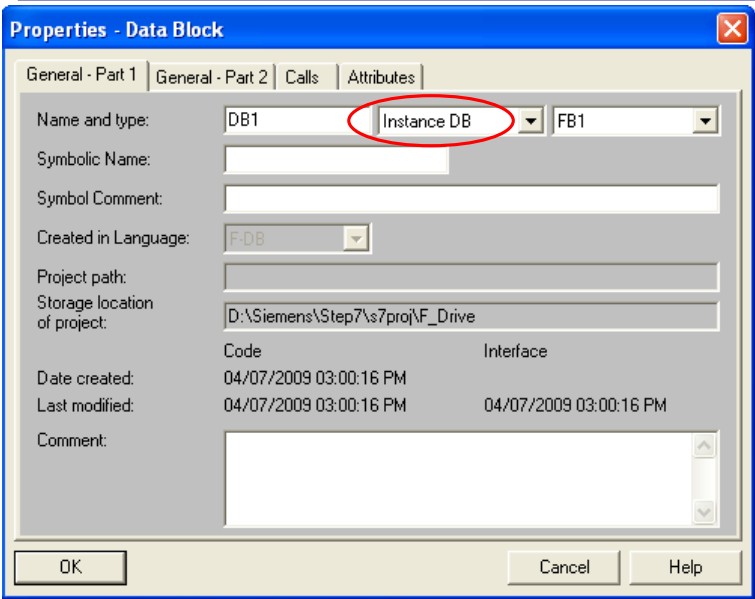 Properties - Data Block
General - Part 1 General - Part 2 Calls Attributes
Name and type: DB1 Instance DB FB1
Symbolic Name:
Symbol Comment:
Created in Language: F-DB
Project path:
Storage location
of project: D:\Siemens\Step7\s7proj\F_Drive
Code Interface
Date created: 04/07/2009 03:00:16 PM
Last modified: 04/07/2009 03:00:16 PM 04/07/2009 03:00:16 PM
Comment:
OK Cancel Help